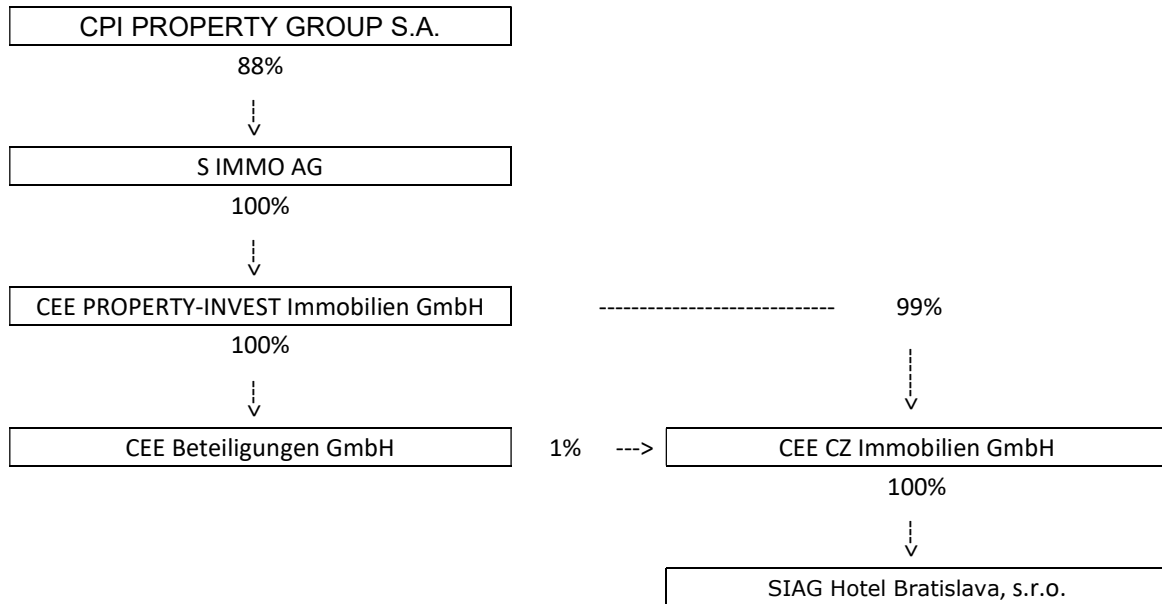 CPI PROPERTY GROUP S.A.
88%
S IMMO AG
100%
CEE PROPERTY-INVEST Immobilien GmbH
99%
100%
CEE Beteiligungen GmbH
1%
CEE CZ Immobilien GmbH
100%
SIAG Hotel Bratislava, s.r.o.